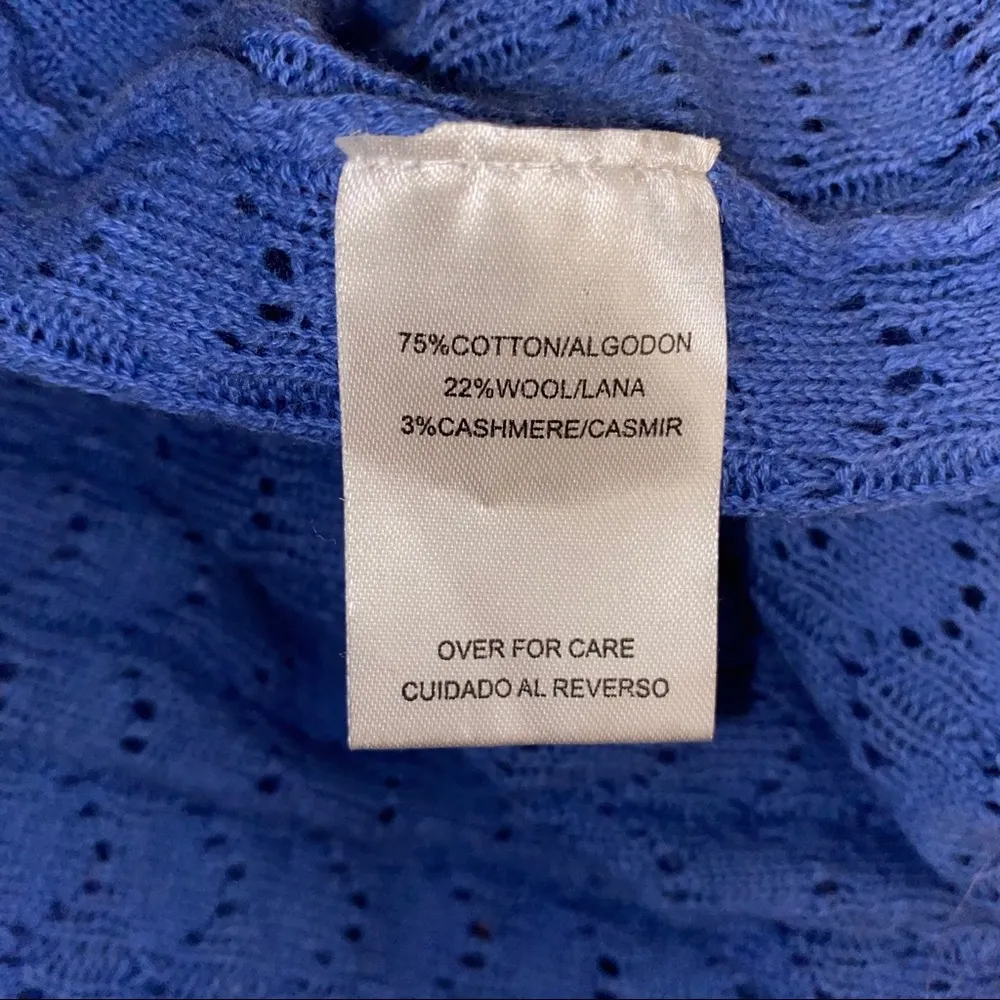 75%COTTON/ALGODON
22%WOOL/LANA
3%CASHMERE/CASMIR
OVER FOR CARE
CUIDADO AL REVERSO